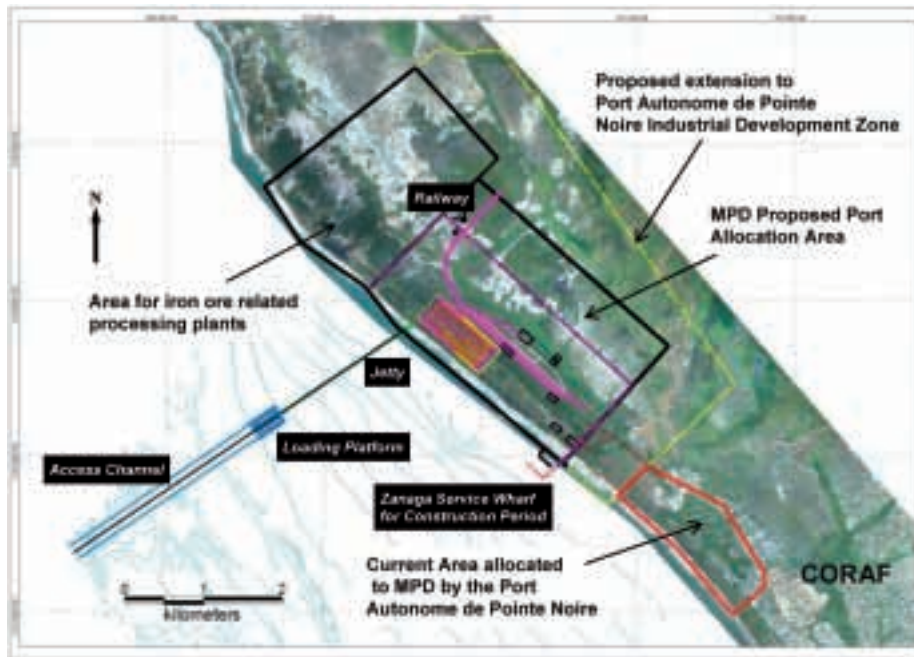 Proposed extension to
Port Autonome de Pointe
Noire Industrial Development Zone
N
Railway
MPD Proposed Port
Allocation Area
Area for iron ore related
processing plants
Jetty
Loading Platform
Access Channel
Zanaga Service Wharf
for Construction Period
Current Area allocated
to MPD by the Port
Autonome de Pointe Noire
CORAF
0 1 2
kilometers